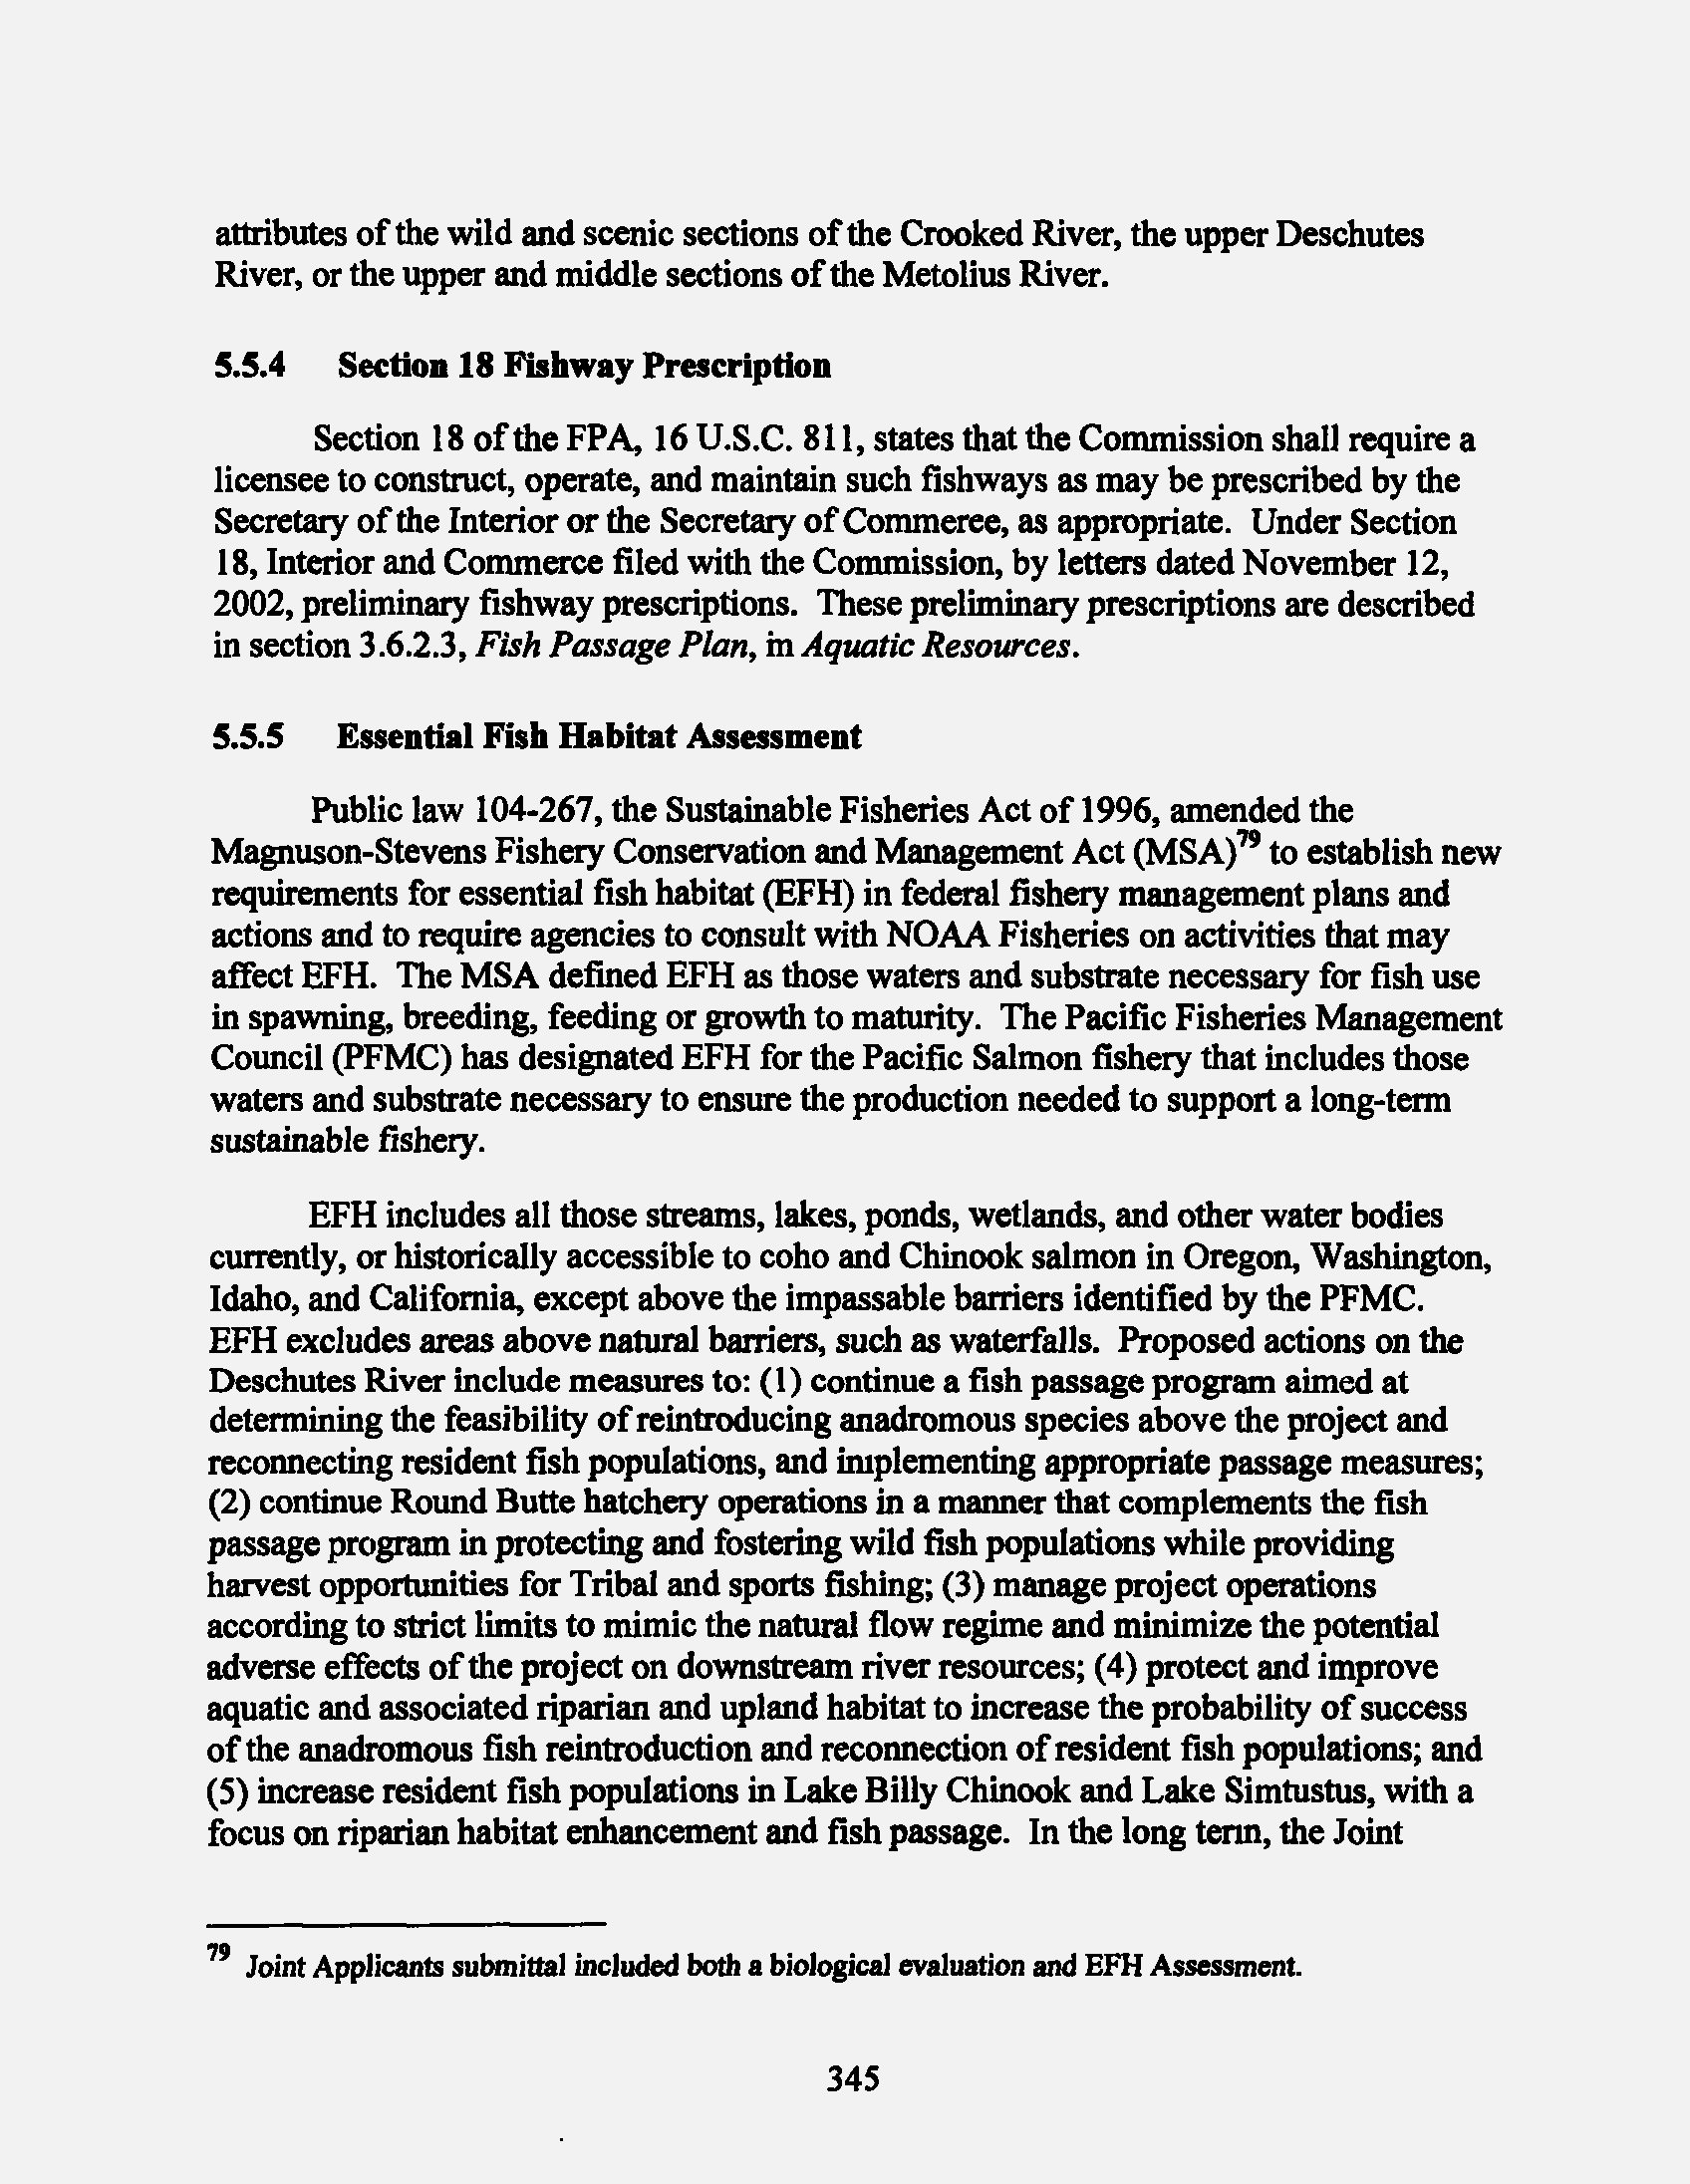 attributes of the wild and scenic sections of the Crooked River, the upper Deschutes
River, or the upper and middle sections of the Metolius River.
5.5.4 Section 18 Fishway Prescription
Section 18 of the FPA, 16 U.S.C. 811, states that the Commission shall require a
licensee to construct, operate, and maintain such fishways as may be prescribed by the
Secretary of the Interior or the Secretary of Commeree, as appropriate. Under Section
18, Interior and Commerce filed with the Commission, by letters dated November 12,
2002, preliminary fishway prescriptions. These preliminary prescriptions are described
in section 3.6.2.3, Fish Passage Plan, in Aquatic Resources.
5.5.5 Essential Fish Habitat Assessment
Public law 104-267, the Sustainable Fisheries Act of 1996, amended the
Magnuson-Stevens Fishery Conservation and Management Act (MSA)79 to establish new
requirements for essential fish habitat (EFH) in federal fishery management plans and
actions and to require agencies to consult with NOAA Fisheries on activities that may
affect EFH. The MSA defined EFH as those waters and substrate necessary for fish use
in spawning, breeding, feeding or growth to maturity. The Pacific Fisheries Management
Council (PFMC) has designated EFH for the Pacific Salmon fishery that includes those
waters and substrate necessary to ensure the production needed to support a long-term
sustainable fishery.
EFH includes all those streams, lakes, ponds, wetlands, and other water bodies
currently, or historically accessible to coho and Chinook salmon in Oregon, Washington,
Idaho, and California, except above the impassable barriers identified by the PFMC.
EFH excludes areas above natural barriers, such as waterfalls. Proposed actions on the
Deschutes River include measures to: (1) continue a fish passage program aimed at
determining the feasibility of reintroducing anadromous species above the project and
reconnecting resident fish populations, and implementing appropriate passage measures;
(2) continue Round Butte hatchery operations in a manner that complements the fish
passage program in protecting and fostering wild fish populations while providing
harvest opportunities for Tribal and sports fishing; (3) manage project operations
according to strict limits to mimic the natural flow regime and minimize the potential
adverse effects of the project on downstream river resources; (4) protect and improve
aquatic and associated riparian and upland habitat to increase the probability of success
of the anadromous fish reintroduction and reconnection of resident fish populations; and
(5) increase resident fish populations in Lake Billy Chinook and Lake Simtustus, with a
focus on riparian habitat enhancement and fish passage. In the long term, the Joint
79 Joint Applicants submittal included both a biological evaluation and EFH Assessment.
345